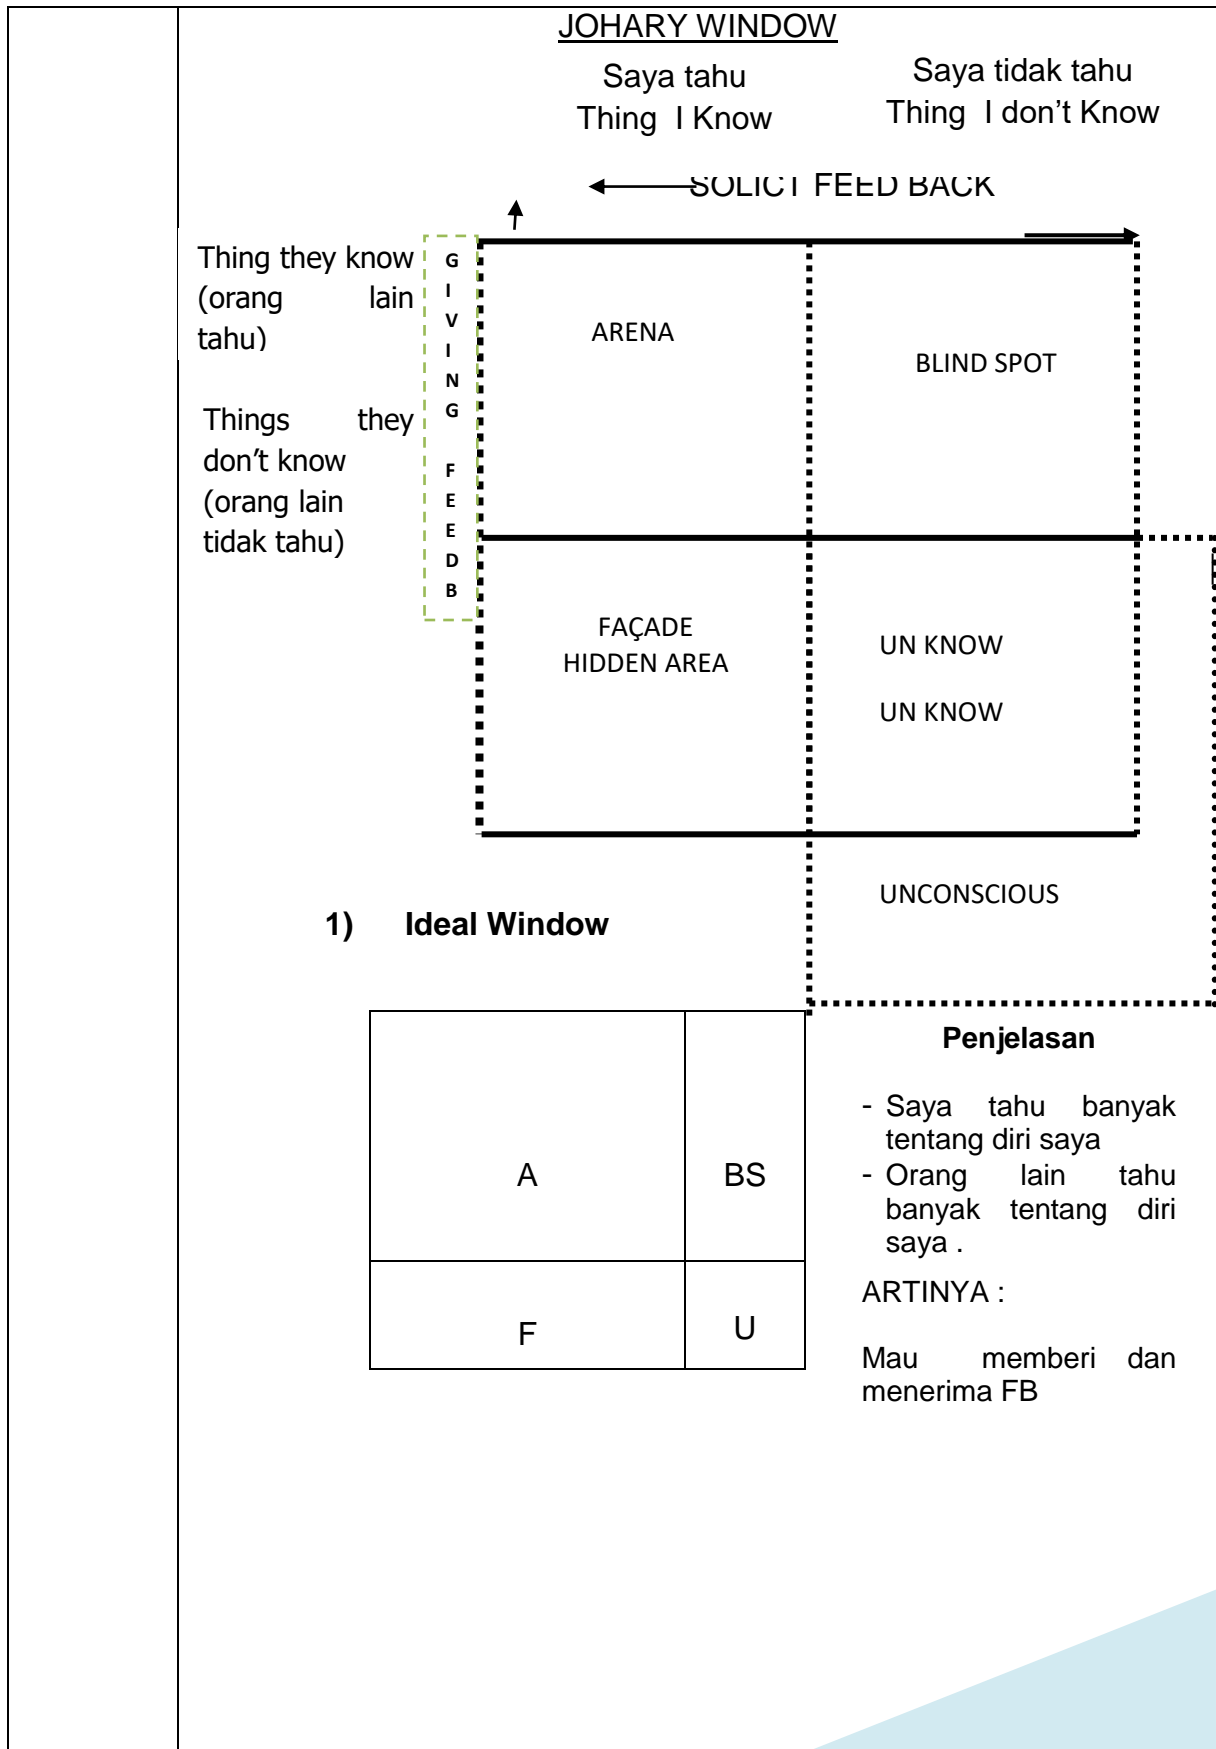 JOHARY WINDOW
Saya tahu
Thing I Know
Saya tidak tahu
Thing I don't Know
SOLICT FEED BACK
Thing they know
(orang lain
tahu)
Things they
don't know
(orang lain
tidak tahu)
G
I
V
I
N
G
F
E
E
D
B
ARENA
BLIND SPOT
FAÇADE
HIDDEN AREA
UN KNOW
UN KNOW
UNCONSCIOUS
1) Ideal Window
A
BS
F
U
Penjelasan
- Saya tahu banyak
tentang diri saya
- Orang lain tahu
banyak tentang diri
saya .
ARTINYA :
Mau memberi dan
menerima FB